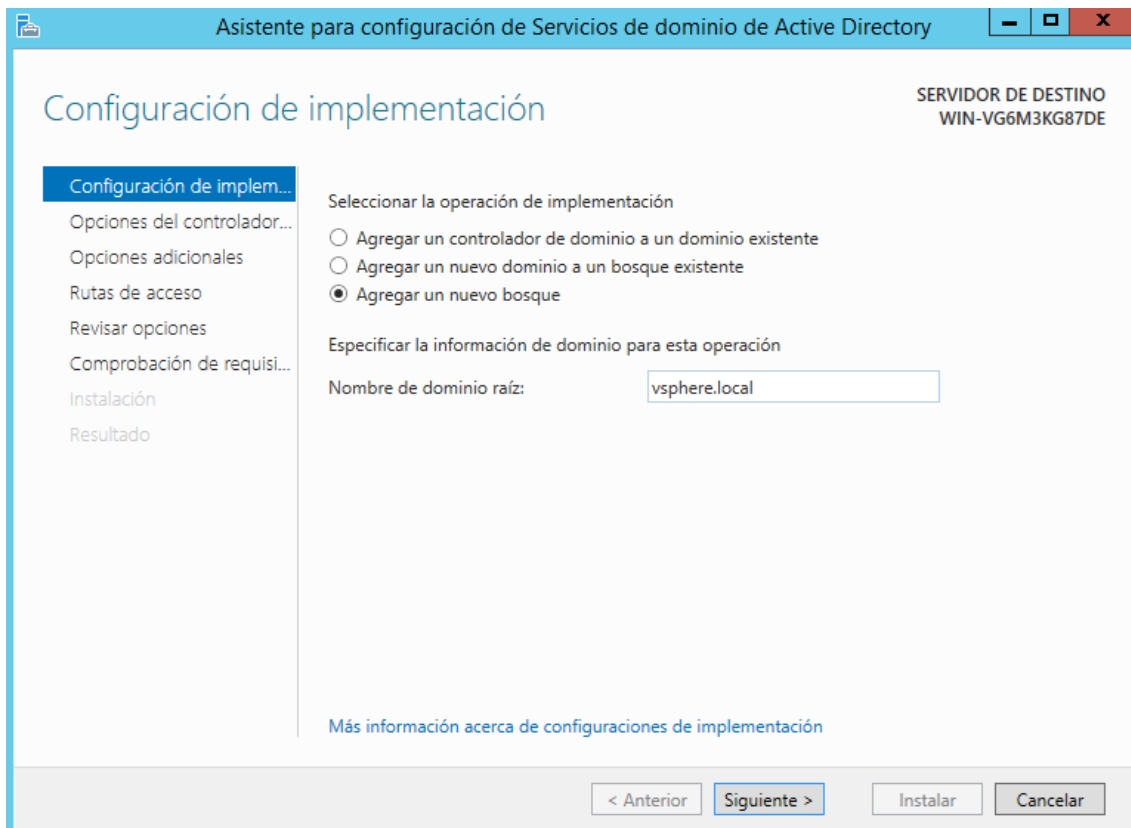 Asistente para configuración de Servicios de dominio de Active Directory
Configuración de implementación
SERVIDOR DE DESTINO
WIN-VG6M3KG87DE
Configuración de implem...
Opciones del controlador...
Opciones adicionales
Rutas de acceso
Revisar opciones
Comprobación de requisi...
Instalación
Resultado
Seleccionar la operación de implementación
Agregar un controlador de dominio a un dominio existente
Agregar un nuevo dominio a un bosque existente
Agregar un nuevo bosque
Especificar la información de dominio para esta operación
Nombre de dominio raíz: vsphere.local
Más información acerca de configuraciones de implementación
< Anterior Siguiente > Instalar Cancelar